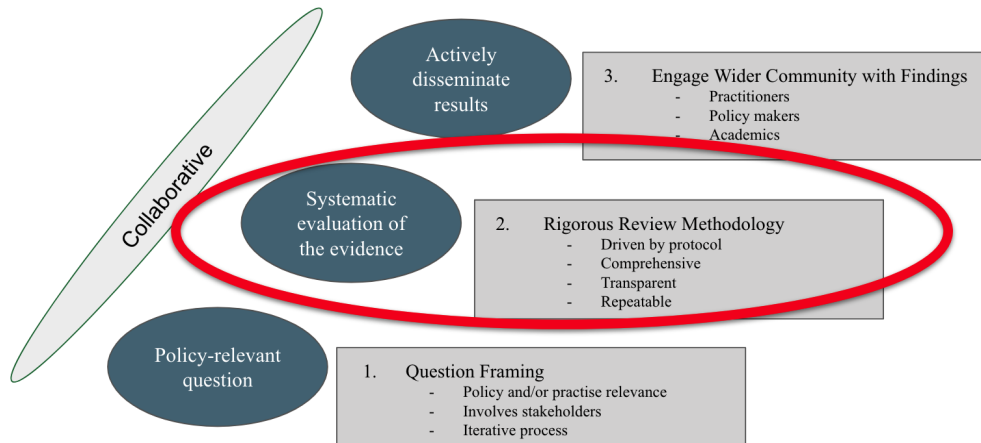 Collaborative
Actively
disseminate
results
3. Engage Wider Community with Findings
- Practitioners
- Policy makers
- Academics
Systematic
evaluation of
the evidence
2. Rigorous Review Methodology
- Driven by protocol
- Comprehensive
- Transparent
- Repeatable
Policy-relevant
question
1. Question Framing
- Policy and/or practise relevance
- Involves stakeholders
- Iterative process